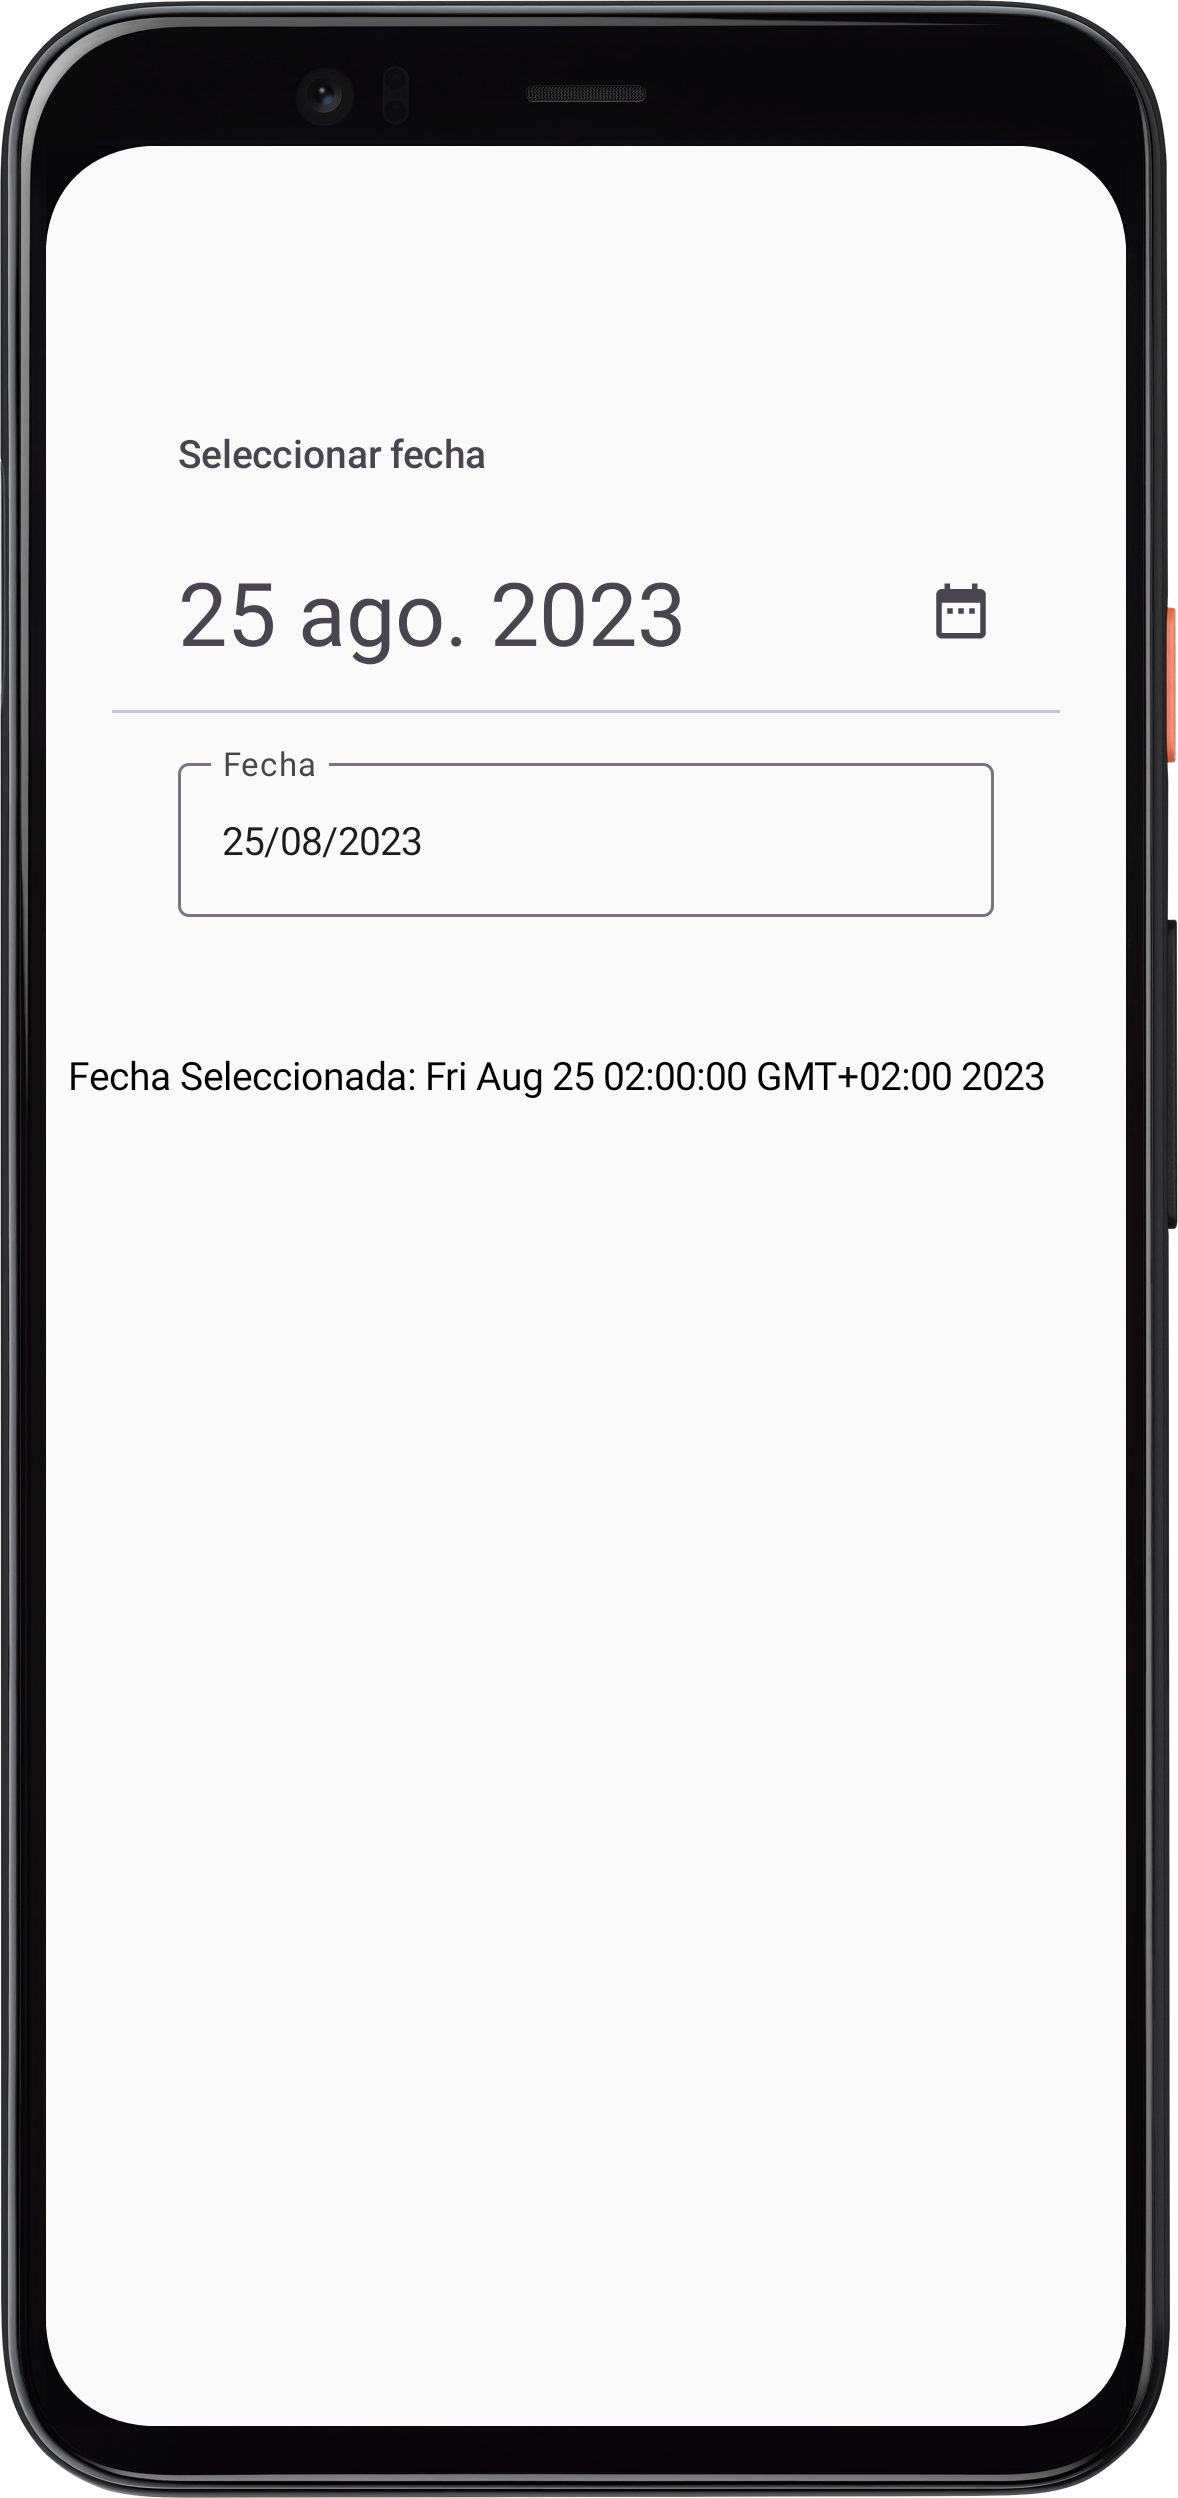 Seleccionar fecha
25 ago. 2023
Fecha
25/08/2023
Fecha Seleccionada: Fri Aug 25 02:00:00 GMT+02:00 2023